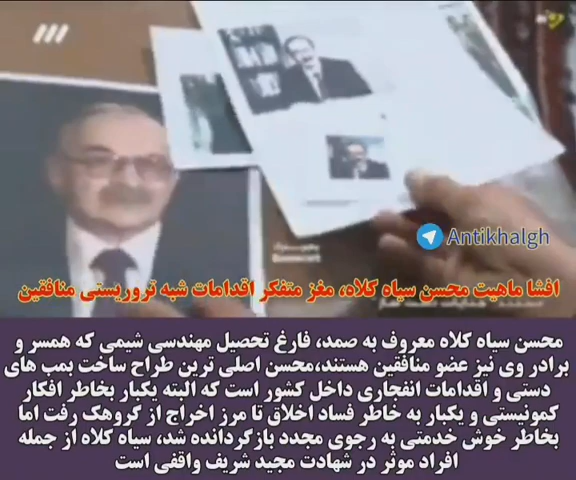 Antikhalgh
افشا ماهیت محسن سیاه کلاه، مغز متفکر اقدامات شبه تروریستی منافقین
محسن سیاه کلاه معروف به صمد، فارغ تحصیل مهندسی شیمی که همسر و
برادر وی نیز عضو منافقین هستند،محسن اصلی ترین طراح ساخت بمب های
دستی و اقدامات انفجاری داخل کشور است که البته یکبار بخاطر افکار
کمونیستی و یکبار به خاطر فساد اخلاق تا مرز اخراج از گروهک رفت اما
بخاطر خوش خدمتی به رجوی مجدد بازگردانده شد، سیاه کلاه از جمله
افراد موثر در شهادت مجید شریف واقفی است